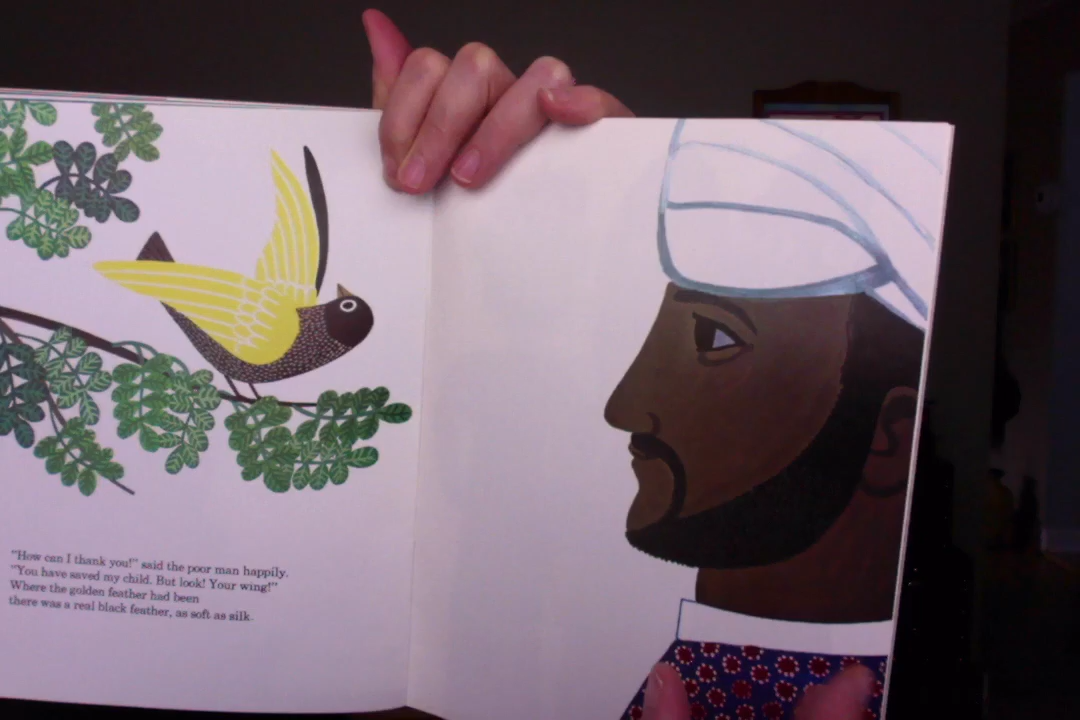 "How can I thank you!" said the poor man happily.
"You have saved my child. But look! Your wing!"
Where the golden feather had been
there was a real black feather, as soft as silk.